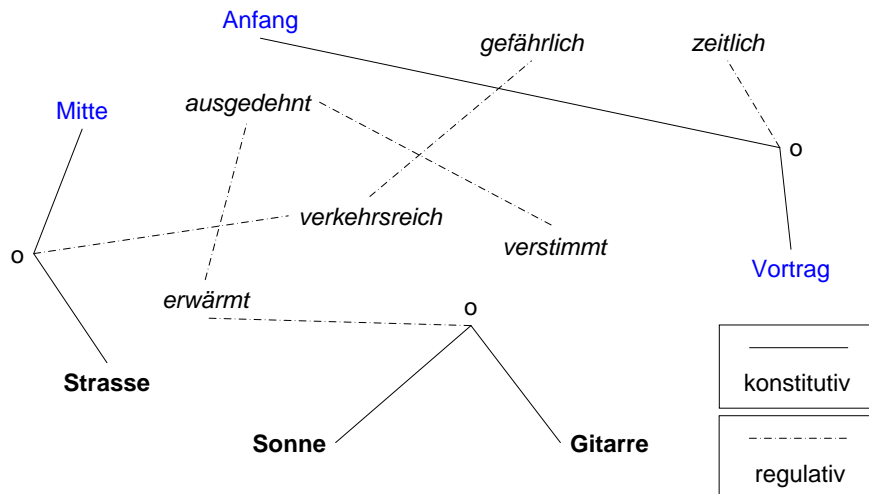 Anfang
gefährlich
zeitlich
ausgedehnt
Mitte
o
verkehrsreich
verstimmt
o
Vortrag
erwärmt
o
Strasse
konstitutiv
Sonne
Gitarre
regulativ